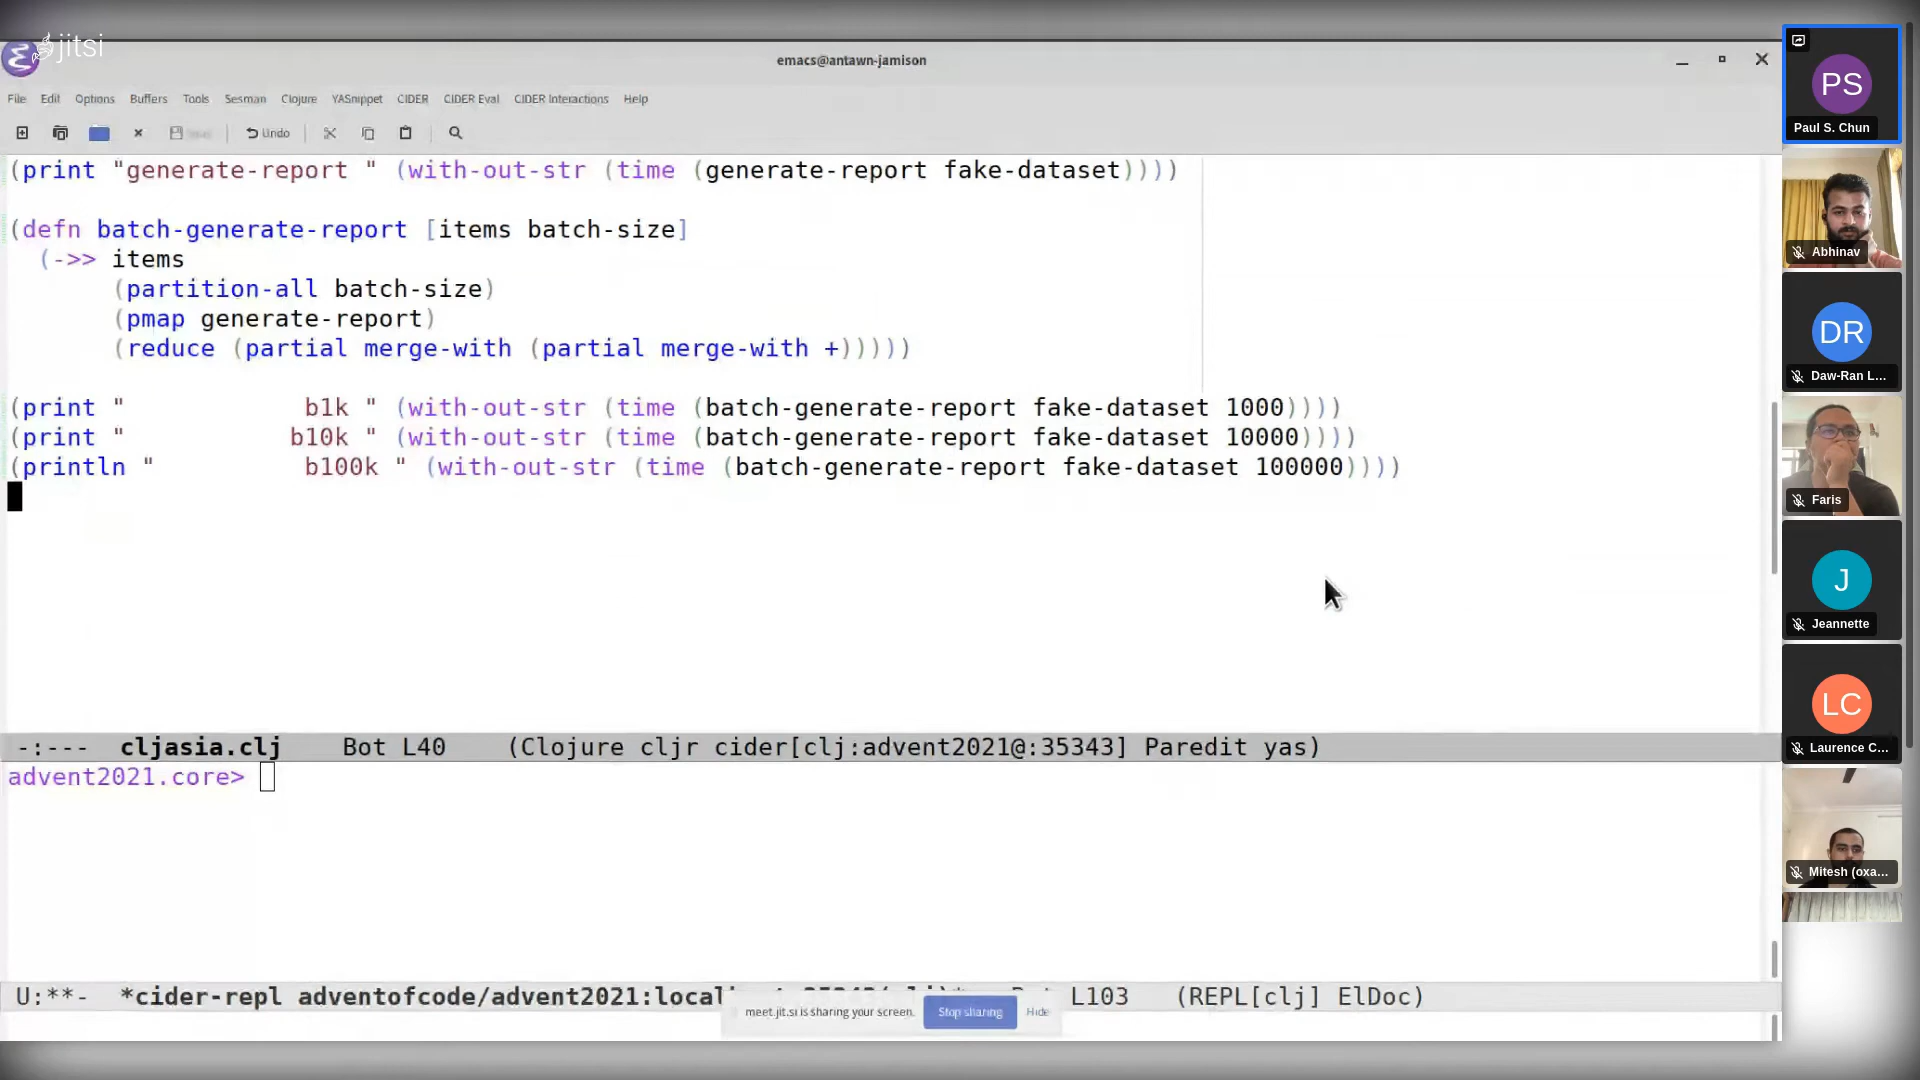 jitsi
emacs@antawn-jamison
File Edit Options Buffers Tools Sesman Clojure YASnippet CIDER CIDER Eval CIDER Interactions Help
Undo
(print "generate-report " (with-out-str (time (generate-report fake-dataset))))
(defn batch-generate-report [items batch-size]
(->> items
(partition-all batch-size)
(pmap generate-report)
(reduce (partial merge-with (partial merge-with +)))))
(print " b1k " (with-out-str (time (batch-generate-report fake-dataset 1000))))
(print " b10k " (with-out-str (time (batch-generate-report fake-dataset 10000))))
(println " b100k " (with-out-str (time (batch-generate-report fake-dataset 100000))))
-:--- cljasia.clj Bot L40 (Clojure cljr cider[clj:advent2021@:35343] Paredit yas)
advent2021.core>
U:**- *cider-repl adventofcode/advent2021: L103 (REPL[clj] ElDoc)
meet.jit.si is sharing your screen. Stop sharing Hide
PS
Paul S. Chun
Abhinav
DR
Daw-Ran L...
Faris
J
Jeannette
LC
Laurence C...
Mitesh (oxa...